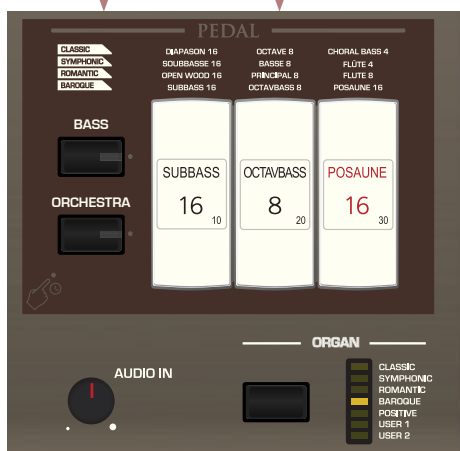 PEDAL
CLASSIC DIAPASON 16 OCTAVE 8 CHORAL BASS 4
SYMPHONIC SOUBBASSE 16 BASSE 8 FLÛTE 4
ROMANTIC OPEN WOOD 16 PRINCIPAL 8 FLUTE 8
BAROQUE SUBBASS 16 OCTAVBASS 8 POSAUNE 16
BASS
SUBBASS OCTAVBASS POSAUNE
ORCHESTRA
16 8 16
10 20 30
ORGAN
AUDIO IN
CLASSIC
SYMPHONIC
ROMANTIC
BAROQUE
POSITIVE
USER 1
USER 2